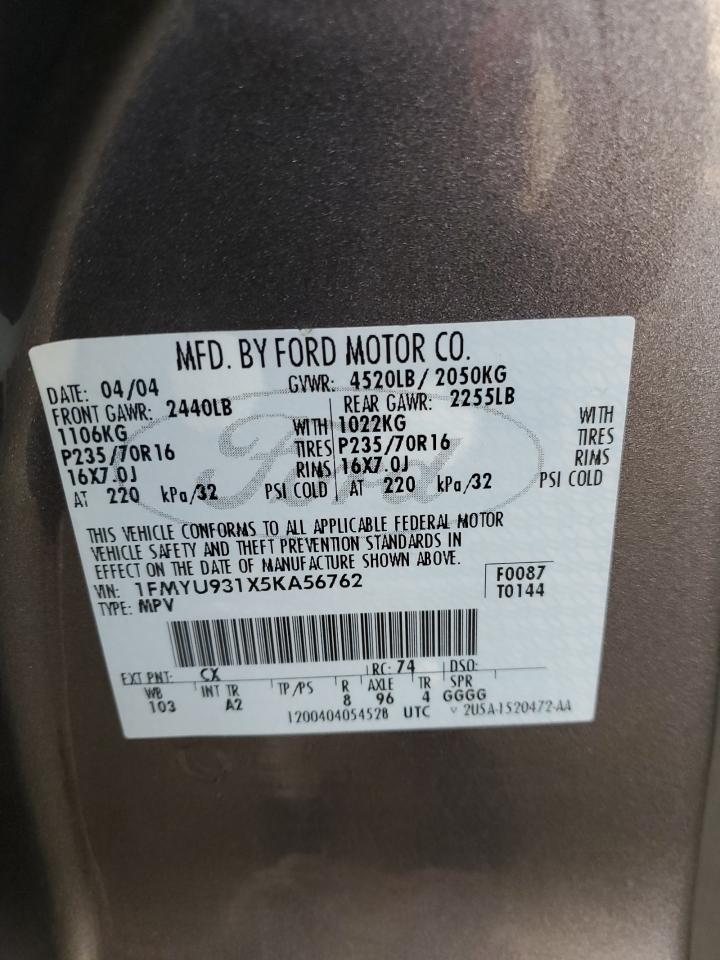 MFD. BY FORD MOTOR CO.
DATE: 04/04 GVWR: 4520LB/ 2050KG
FRONT GAWR: 2440LB REAR GAWR: 2255LB
1106KG WITH 1022KG WITH
P235/70R16 TIRES P235/70R16 TIRES
16X7.0J RIMS 16X7.0J RIMS
AT 220 kPa/32 PSI COLD AT 220 kPa/32 PSI COLD
Ford
THIS VEHICLE CONFORMS TO ALL APPLICABLE FEDERAL MOTOR
VEHICLE SAFETY AND THEFT PREVENTION STANDARDS IN
EFFECT ON THE DATE OF MANUFACTURE SHOWN ABOVE.
VIN: 1FMYU931X5KA56762 F0087
TYPE: MPV T0144
EXT PNT: CX RC: 74 DSO:
WB INT TR TP/PS R AXLE TR SPR
103 A2 8 96 4 GGGG
1200404054528 UTC 2U5A-1520472-AA